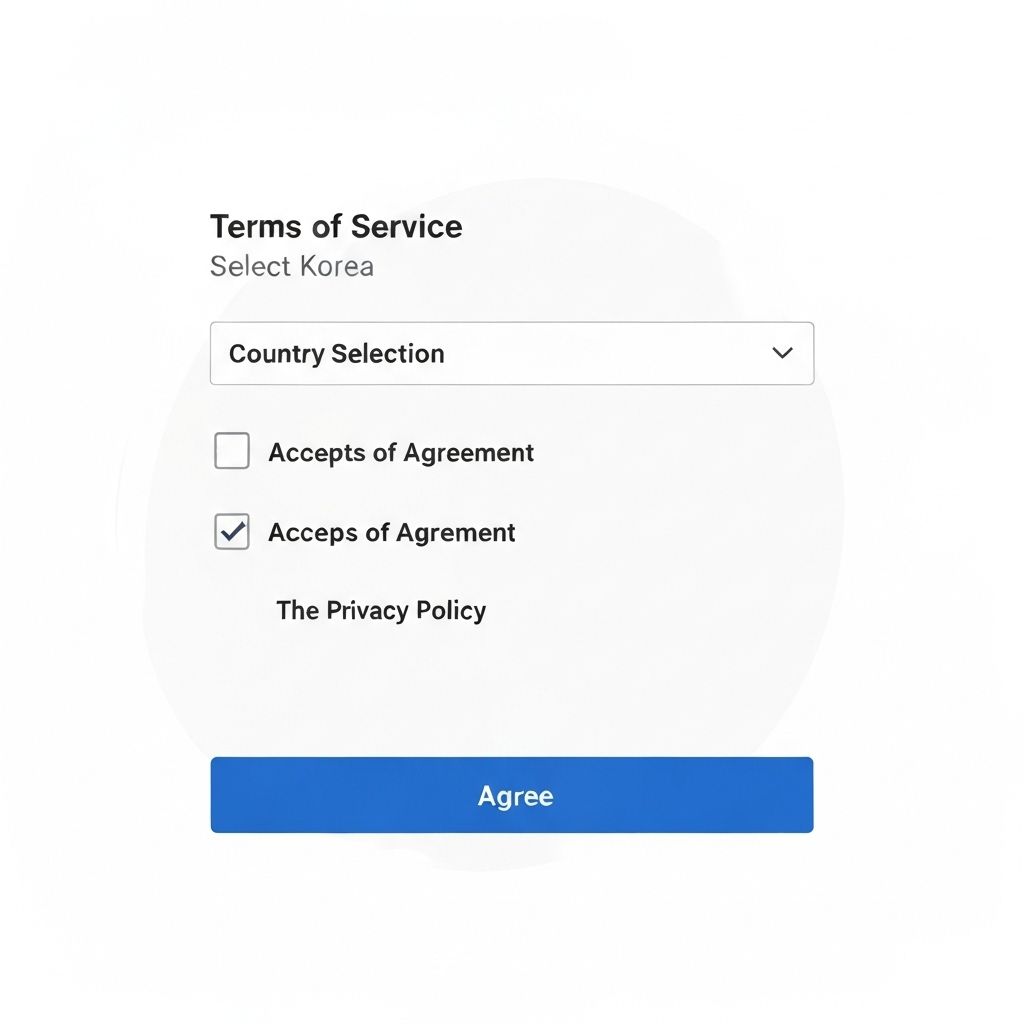 Terms of Service
Select Korea
Country Selection
Accepts of Agreement
Acceps of Agrement
The Privacy Policy
Agree